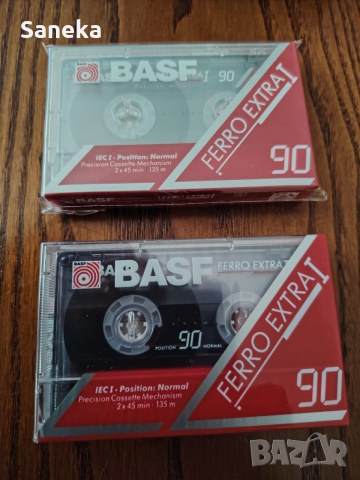 Saneka
BASF
BASF
90
FERRO EXTRA I
90
IEC I - Position: Normal
Precision Cassette Mechanism
2 x 45 min · 135 m
BASF
BASF
FERRO EXTRA I
POSITION 90 NORMAL
FERRO EXTRA I
90
IEC I - Position: Normal
Precision Cassette Mechanism
2 x 45 min · 135 m
BAZAR